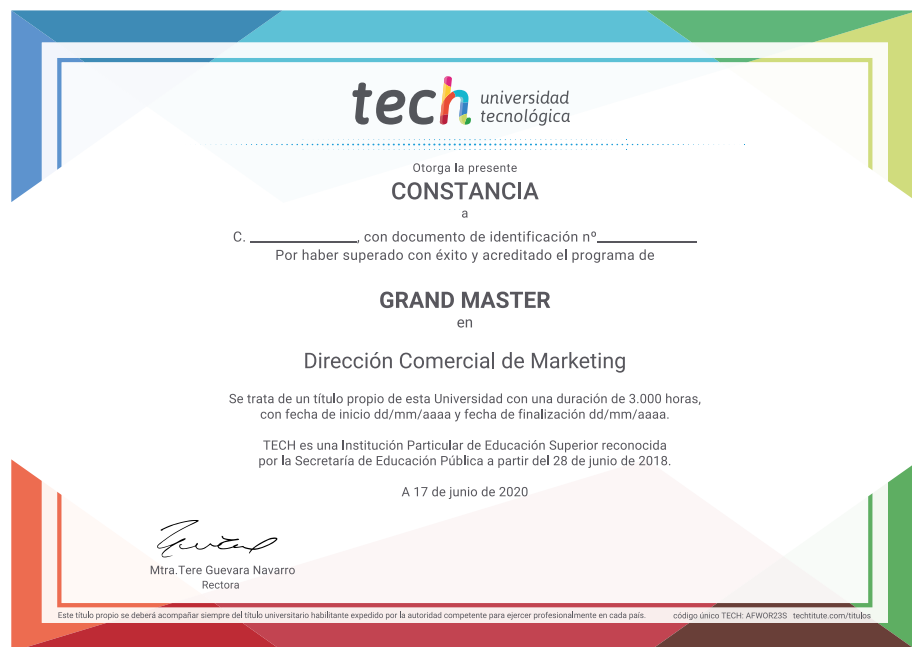 tech universidad
tecnológica
Otorga la presente
CONSTANCIA
a
C. ____________, con documento de identificación nº____________
Por haber superado con éxito y acreditado el programa de
GRAND MASTER
en
Dirección Comercial de Marketing
Se trata de un título propio de esta Universidad con una duración de 3.000 horas,
con fecha de inicio dd/mm/aaaa y fecha de finalización dd/mm/aaaa.
TECH es una Institución Particular de Educación Superior reconocida
por la Secretaría de Educación Pública a partir del 28 de junio de 2018.
A 17 de junio de 2020
Mtra.Tere Guevara Navarro
Rectora
Este título propio se deberá acompañar siempre del título universitario habilitante expedido por la autoridad competente para ejercer profesionalmente en cada país. código único TECH: AFWOR23S techtitute.com/titulos